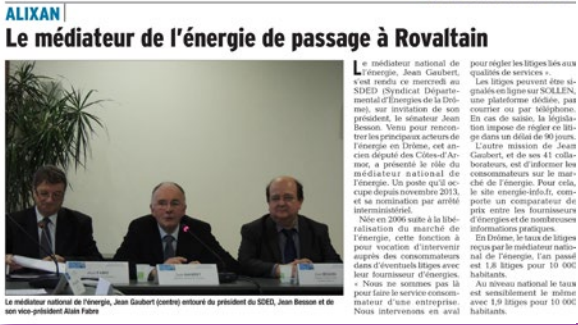 ALIXAN
Le médiateur de l'énergie de passage à Rovaltain
Le médiateur national de l'énergie, Jean Gaubert (centre) entouré du président du SDED, Jean Besson et de
son vice-président Alain Fabre
Le médiateur national de
l'énergie, Jean Gaubert,
s'est rendu ce mercredi au
SDED (Syndicat Départe-
mental d'Énergies de la Drô-
me), sur invitation de son
président, le sénateur Jean
Besson. Venu pour rencon-
trer les principaux acteurs de
l'énergie en Drôme, cet an-
cien député des Côtes-d'Ar-
mor, a présenté le rôle du
médiateur national de
l'énergie. Un poste qu'il oc-
cupe depuis novembre 2013,
et sa nomination par arrêté
interministériel.
Née en 2006 suite à la libé-
ralisation du marché de
l'énergie, cette fonction à
pour vocation d'intervenir
auprès des consommateurs
dans d'éventuels litiges avec
leurs fournisseurs d'énergie.
« Nous ne sommes pas là
pour faire le service consom-
mateur d'une entreprise.
Nous intervenons en aval
pour régler les litiges liés aux
qualités de services ».
Les litiges peuvent être si-
gnalés en ligne sur SOLLEN,
une plateforme dédiée, par
courrier ou par téléphone.
En cas de saisie, la législa-
tion impose de régler ce liti-
ge dans un délai de 90 jours.
L'autre mission de Jean
Gaubert, et de ses 41 colla-
borateurs, est d'informer les
consommateurs sur le mar-
ché de l'énergie. Pour cela,
le site energie-info.fr, com-
porte un comparateur de
prix entre les fournisseurs
d'énergies et de nombreuses
informations pratiques.
En Drôme, le taux de litiges
reçus par le médiateur natio-
nal de l'énergie, l'an passé
est 1,8 litiges pour 10 000
habitants.
Au niveau national le taux
est sensiblement le même
avec 1,9 litiges pour 10 000
habitants.